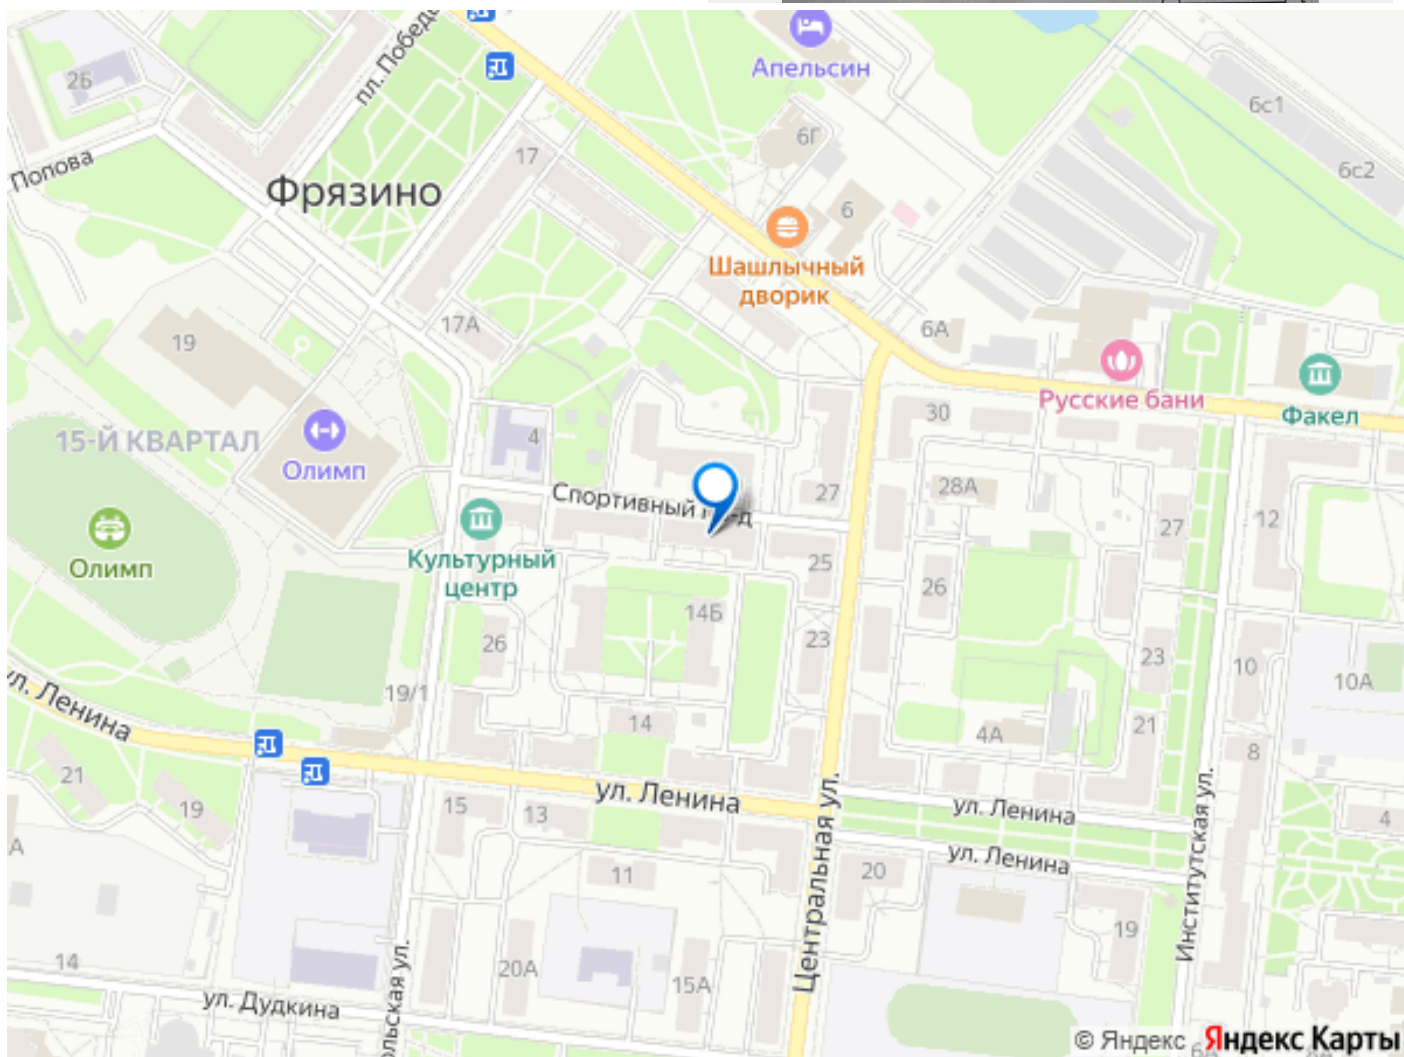 2Б
пл. Победы
Апельсин
6с1
6Г
6с2
17
Попова
Фрязино
6
Шашлычный
дворик
17А
6А
19
Русские бани
30
Факел
15-Й КВАРТАЛ
4
Олимп
27
28А
Спортивный
12
27
Культурный
центр
Олимп
25
26
14Б
26
23
23
10
10А
19/1
ул. Ленина
14
21
4А
8
21
19
ул. Ленина
ул. Ленина
15
13
4
А
ул. Ленина
11
20
Центральная ул.
Институтская ул.
19
14
20А
15А
ул. Дудкина
ольская ул.
© Яндекс Яндекс Карты